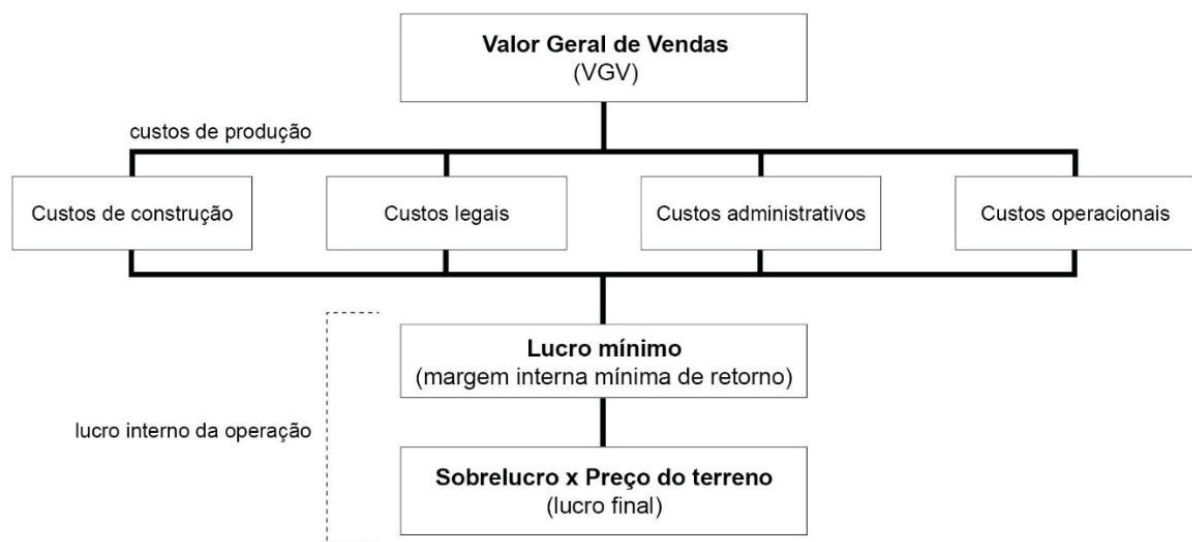 Valor Geral de Vendas
(VGV)
custos de produção
Custos de construção
Custos legais
Custos administrativos
Custos operacionais
Lucro mínimo
(margem interna mínima de retorno)
lucro interno da operação
Sobrelucro x Preço do terreno
(lucro final)